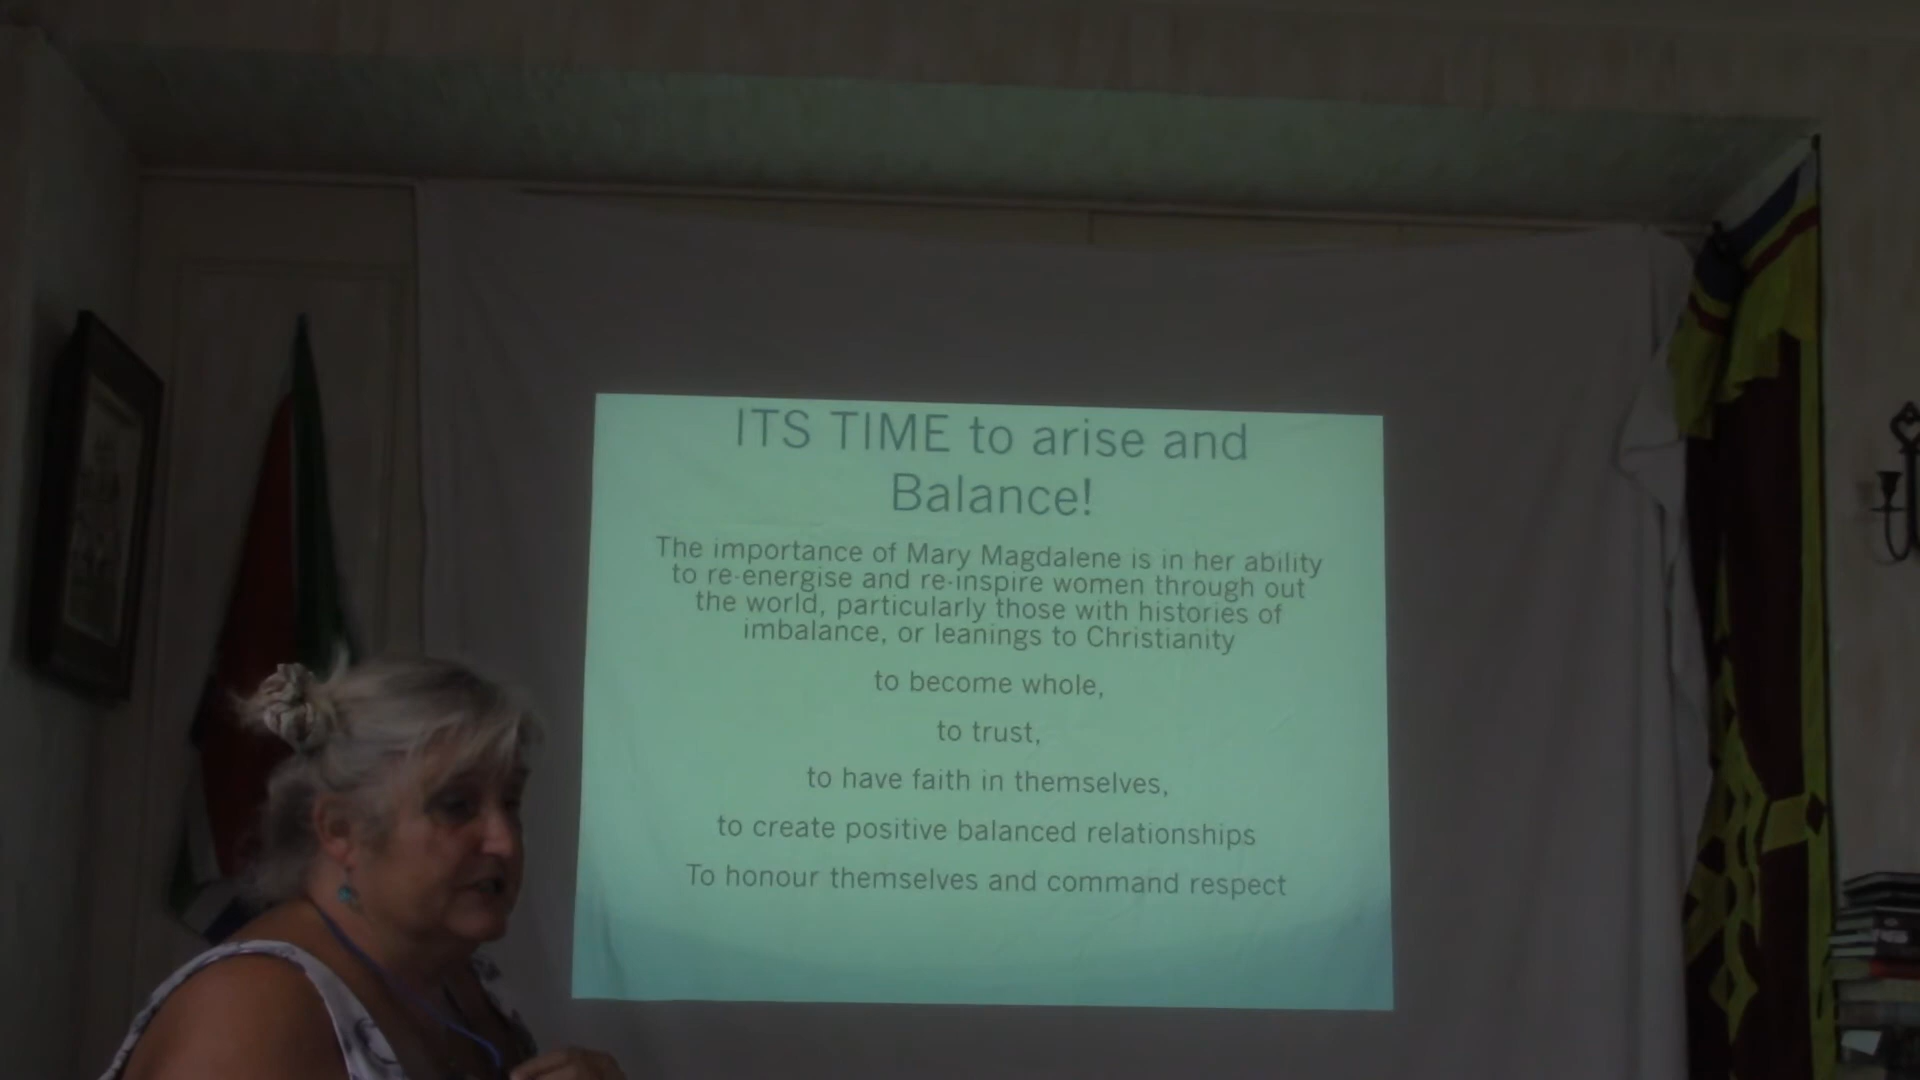 ITS TIME to arise and
Balance!
The importance of Mary Magdalene is in her ability
to re-energise and re-inspire women through out
the world, particularly those with histories of
imbalance, or leanings to Christianity
to become whole,
to trust,
to have faith in themselves,
to create positive balanced relationships
To honour themselves and command respect